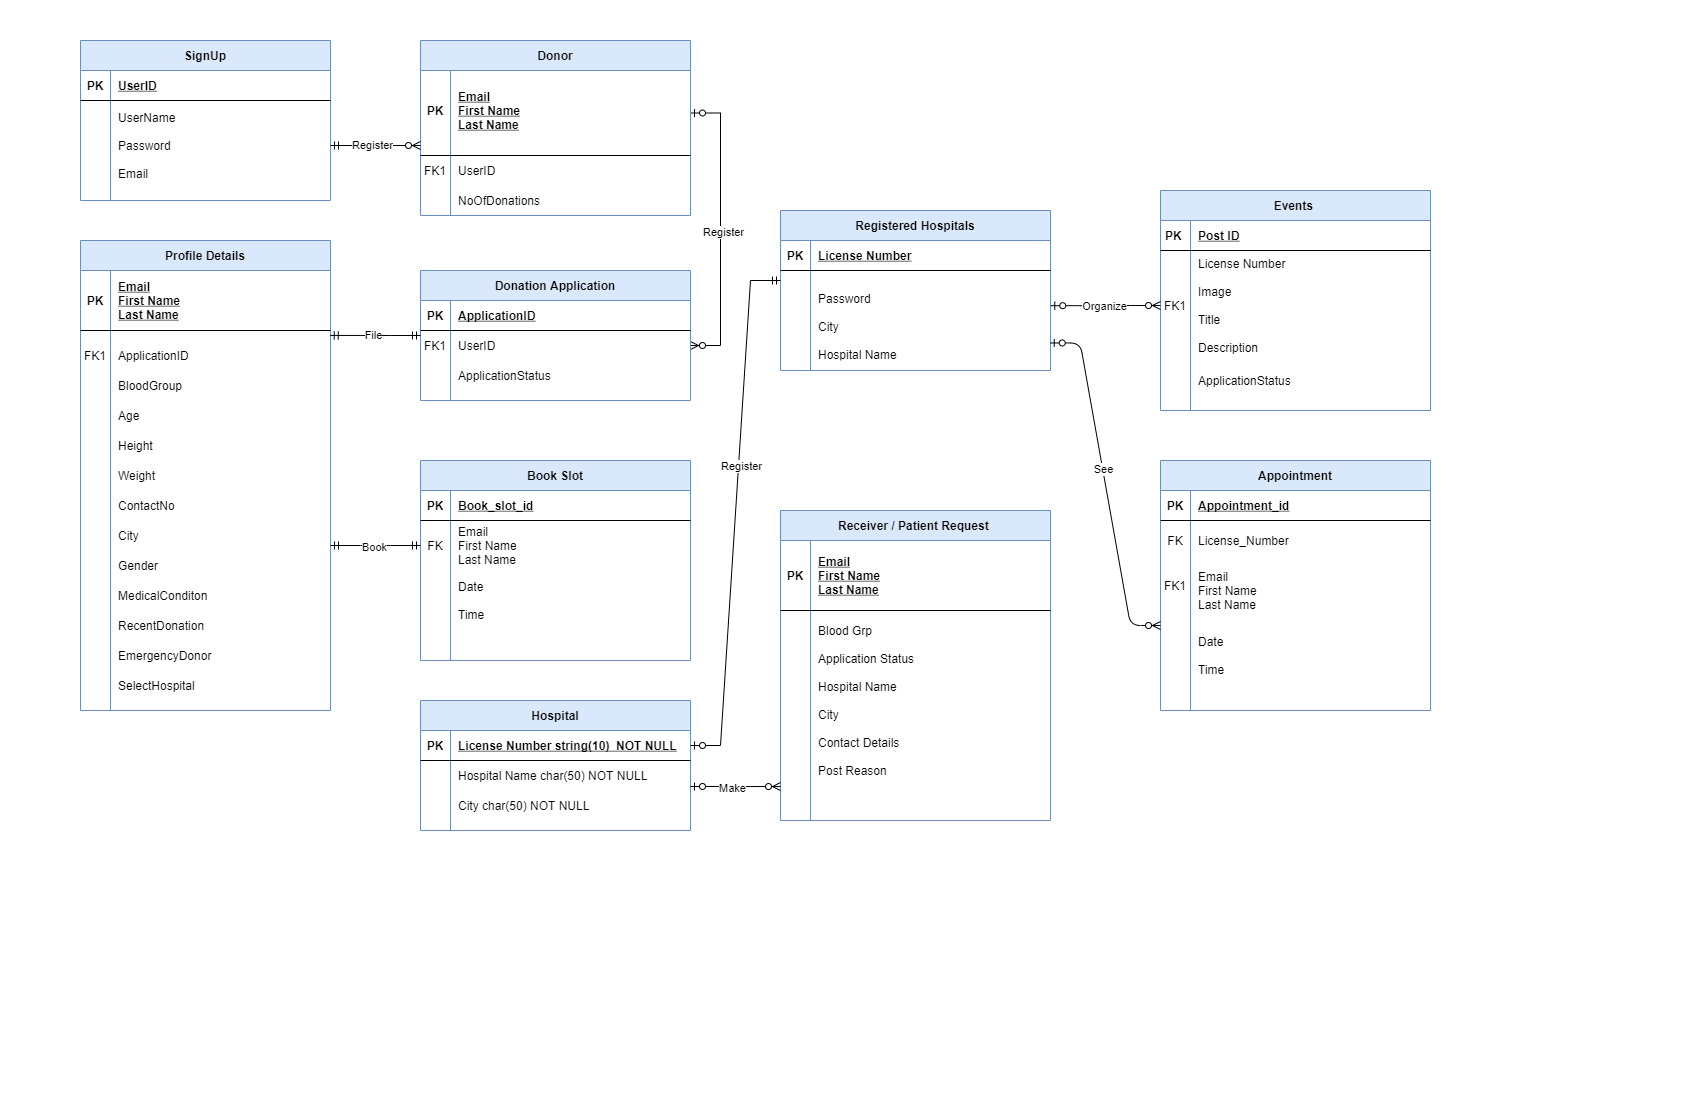 SignUp
PK UserID
UserName
Password
Email
Register
Donor
PK
Email
First Name
Last Name
FK1 UserID
NoOfDonations
Register
Profile Details
PK
Email
First Name
Last Name
FK1 ApplicationID
BloodGroup
Age
Height
Weight
ContactNo
City
Gender
MedicalConditon
RecentDonation
EmergencyDonor
SelectHospital
File
Donation Application
PK ApplicationID
FK1 UserID
ApplicationStatus
Book
Book Slot
PK Book_slot_id
FK
Email
First Name
Last Name
Date
Time
Hospital
PK License Number string(10) NOT NULL
Hospital Name char(50) NOT NULL
City char(50) NOT NULL
Register
Make
Registered Hospitals
PK License Number
Password
City
Hospital Name
Receiver / Patient Request
PK
Email
First Name
Last Name
Blood Grp
Application Status
Hospital Name
City
Contact Details
Post Reason
Organize
See
Events
PK Post ID
FK1
License Number
Image
Title
Description
ApplicationStatus
Appointment
PK Appointment_id
FK License_Number
FK1
Email
First Name
Last Name
Date
Time